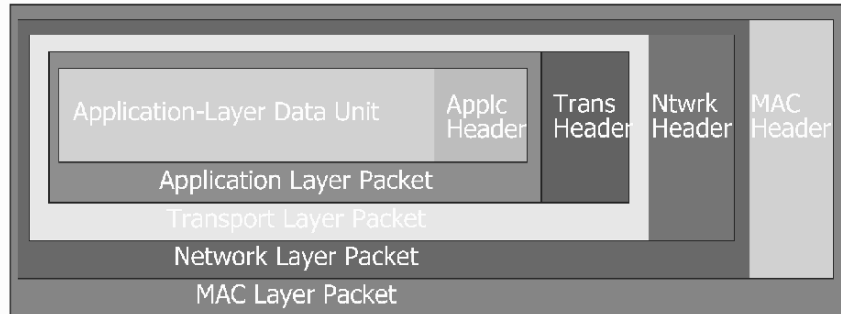 Application-Layer Data Unit
Applc
Header
Trans
Header
Ntwrk
Header
MAC
Header
Application Layer Packet
Transport Layer Packet
Network Layer Packet
MAC Layer Packet